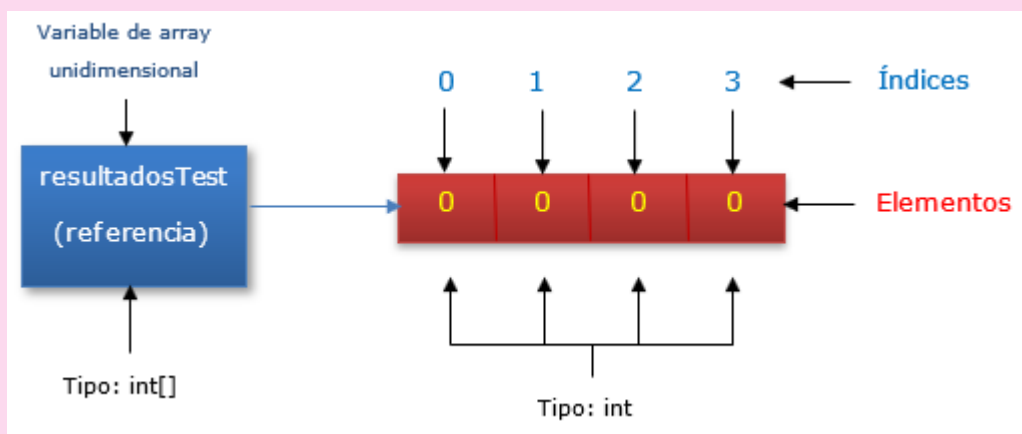 Variable de array
unidimensional
0 1 2 3
Índices
resultadosTest
(referencia)
0 0 0 0
Elementos
Tipo: int[]
Tipo: int